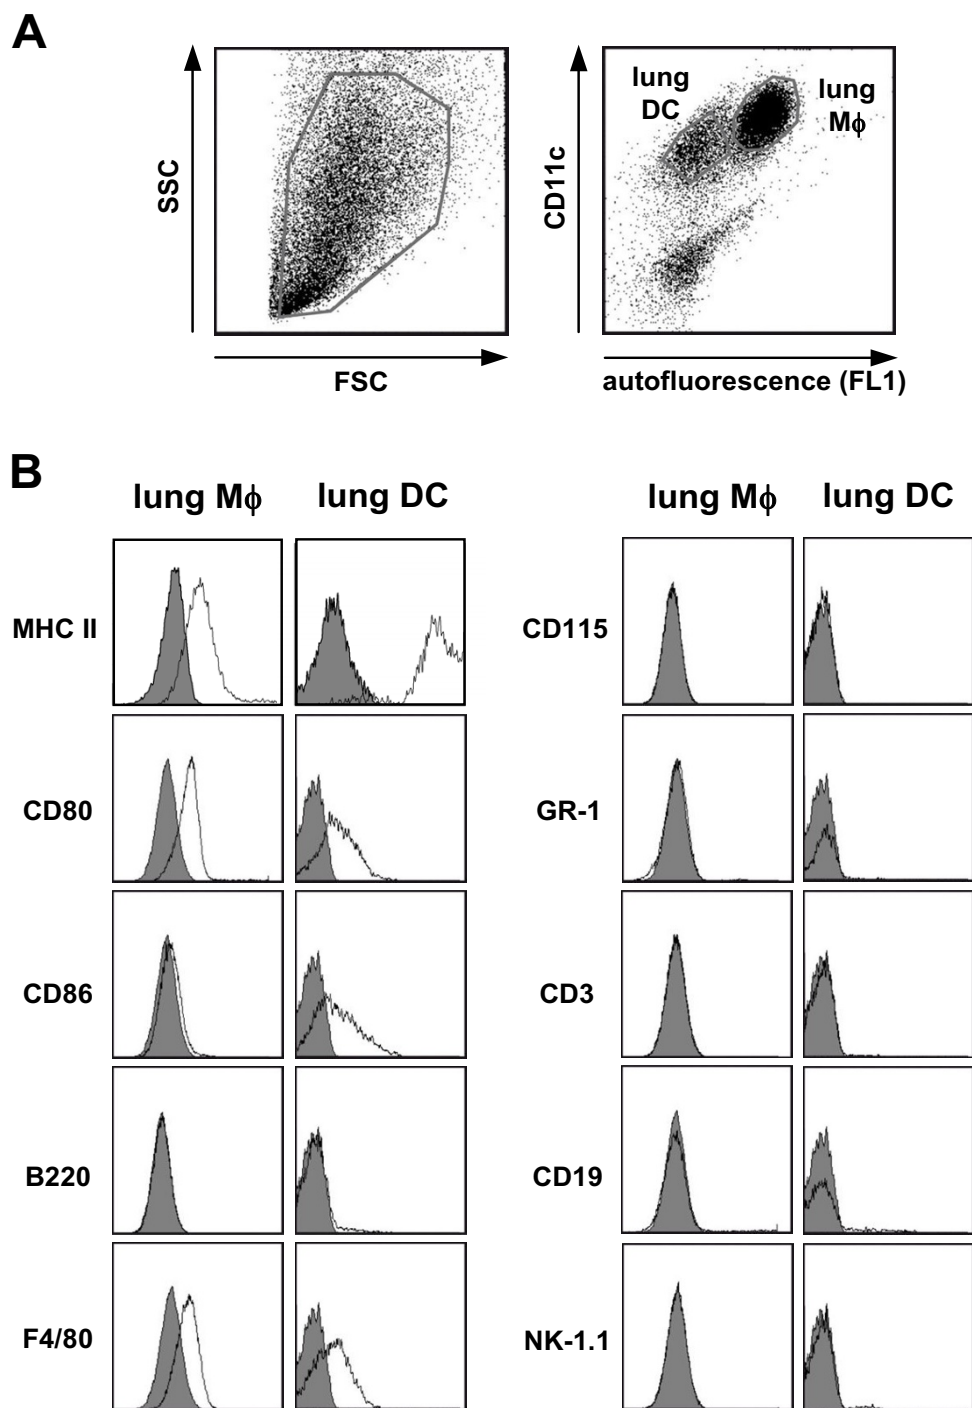 A
SSC
FSC
CD11c
lung
DC
lung
Mϕ
autofluorescence (FL1)
B
lung Mϕ
lung DC
lung Mϕ
lung DC
MHC II
CD80
CD86
B220
F4/80
CD115
GR-1
CD3
CD19
NK-1.1